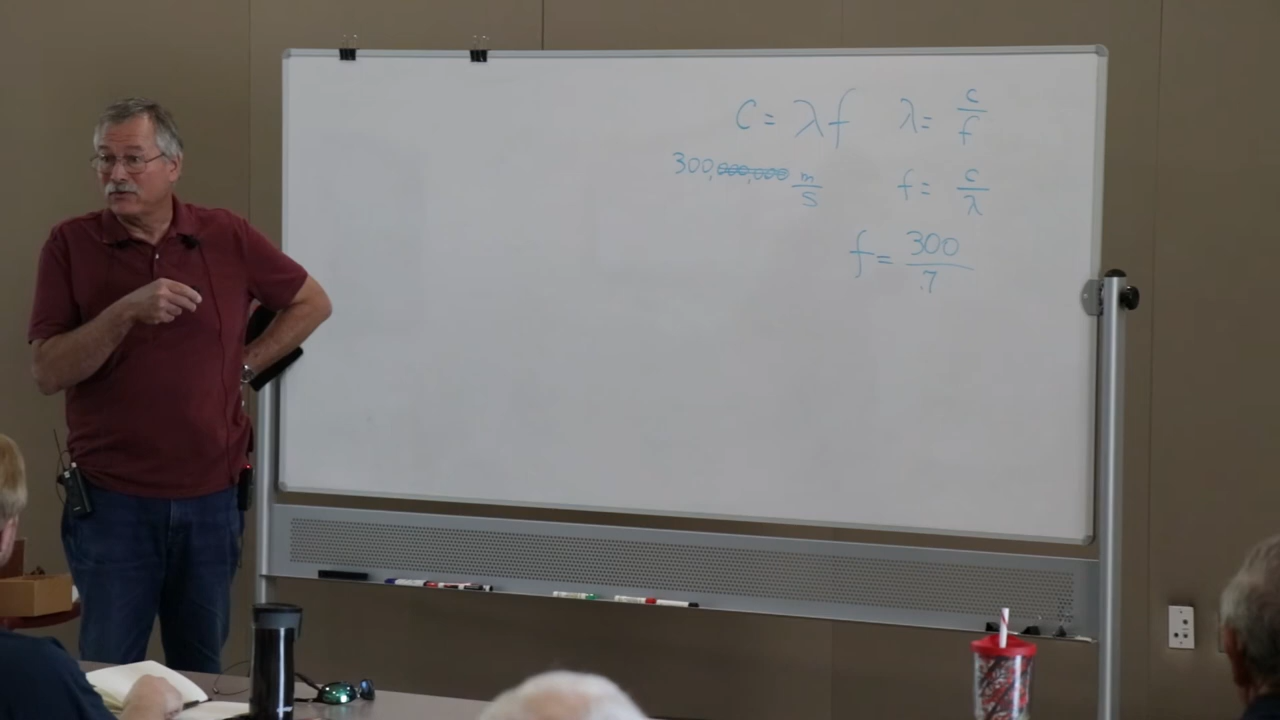 C = λf λ = c/f
300,000,000 m/s f = c/λ
f = 300/.7